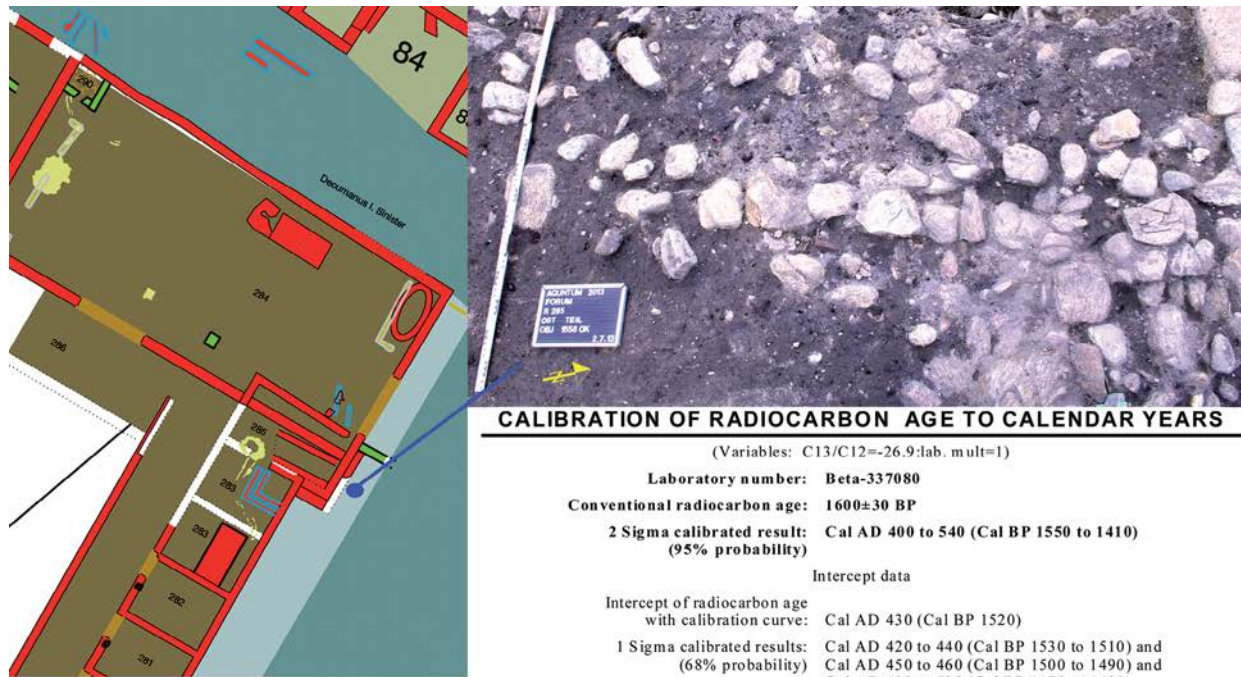 84
290
Decumanus I. Sinister
284
286
285
283
283
282
281
AGUNTUM 2013
FORUM
R 285
OST TEIL
OBJ 1558 OK
2.7.13
CALIBRATION OF RADIOCARBON AGE TO CALENDAR YEARS
(Variables: C13/C12=-26.9:lab. mult=1)
Laboratory number: Beta-337080
Conventional radiocarbon age: 1600±30 BP
2 Sigma calibrated result: Cal AD 400 to 540 (Cal BP 1550 to 1410)
(95% probability)
Intercept data
Intercept of radiocarbon age
with calibration curve: Cal AD 430 (Cal BP 1520)
1 Sigma calibrated results: Cal AD 420 to 440 (Cal BP 1530 to 1510) and
(68% probability) Cal AD 450 to 460 (Cal BP 1500 to 1490) and